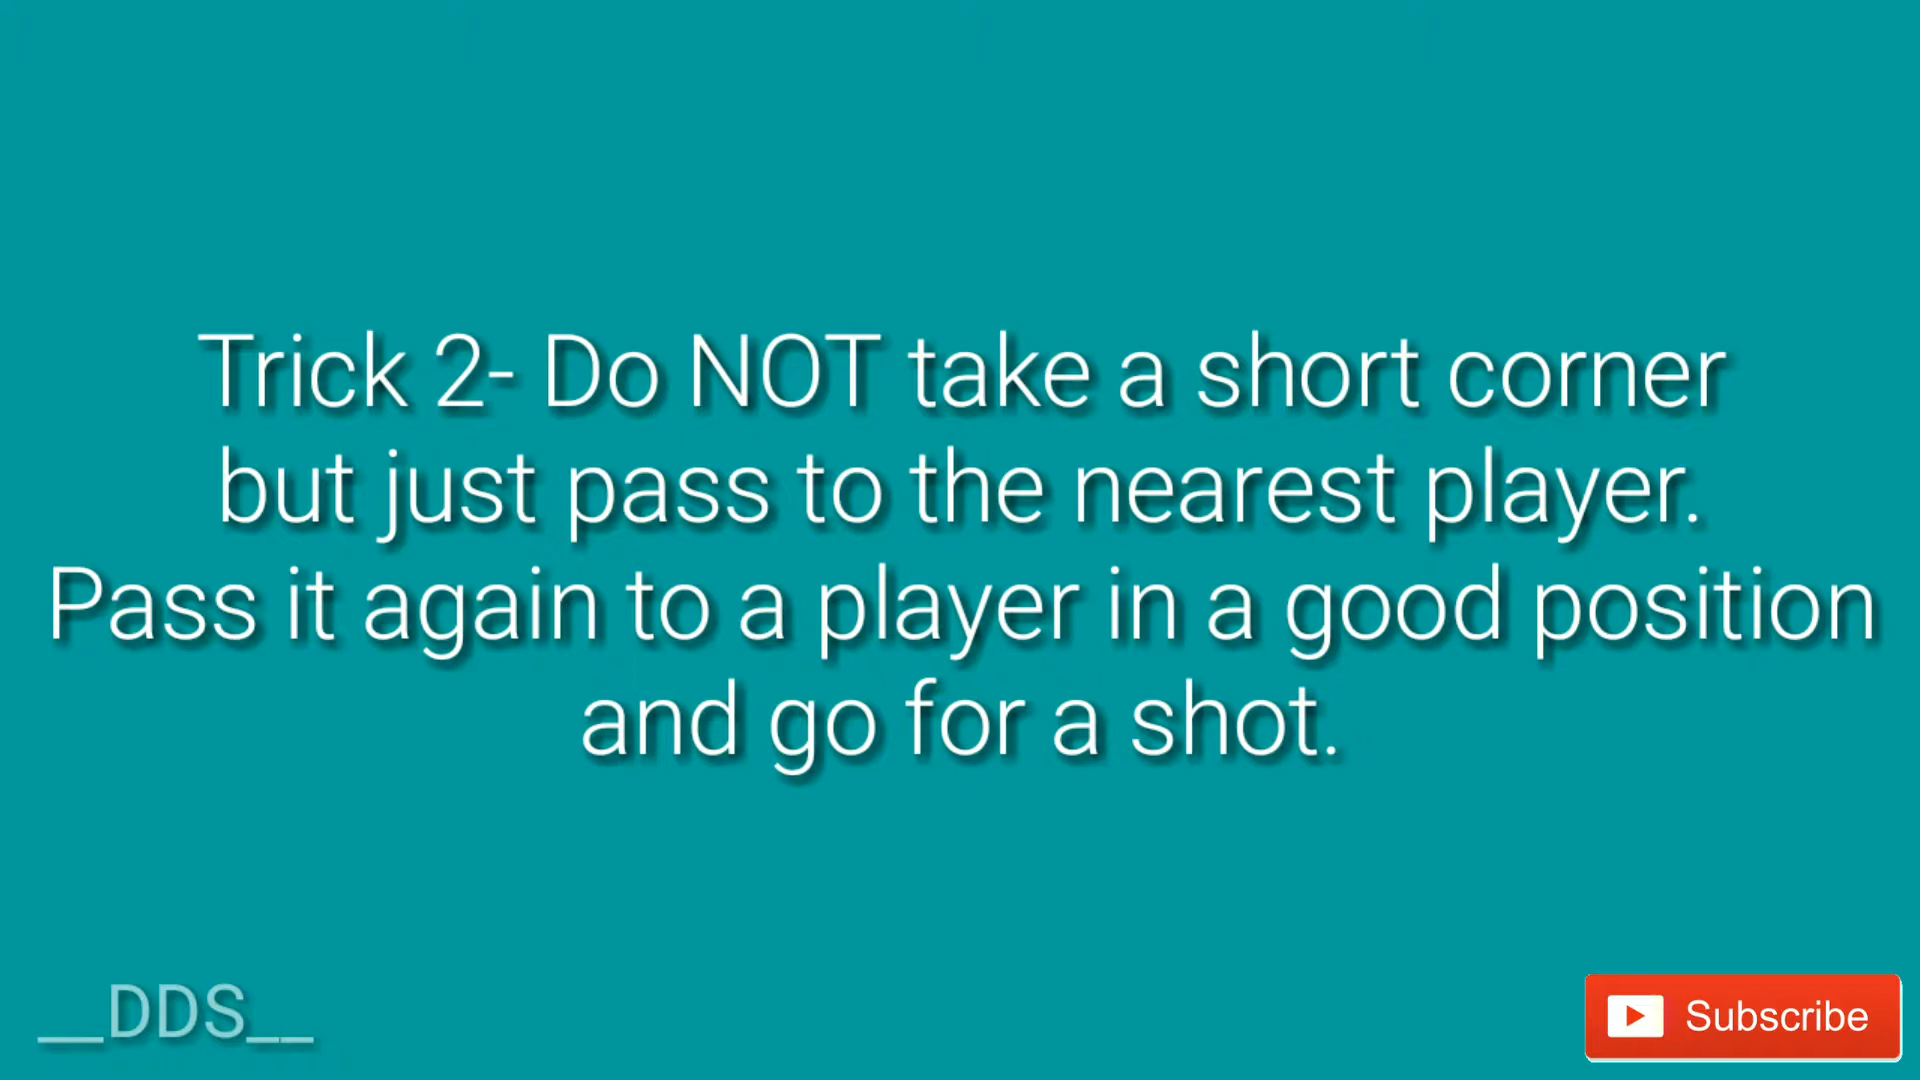 Trick 2- Do NOT take a short corner
but just pass to the nearest player.
Pass it again to a player in a good position
and go for a shot.
__DDS__
Subscribe